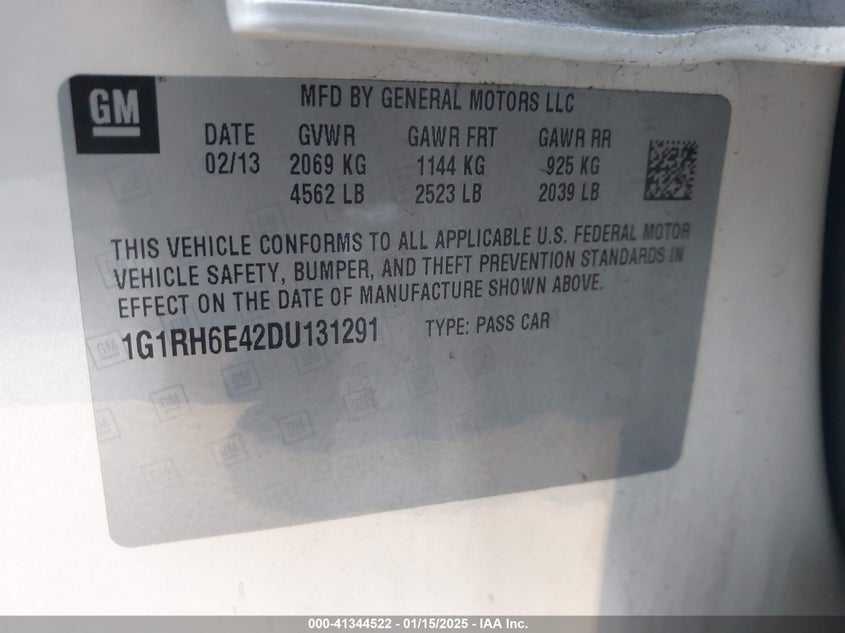 GM
MFD BY GENERAL MOTORS LLC
DATE GVWR GAWR FRT GAWR RR
02/13 2069 KG 1144 KG 925 KG
4562 LB 2523 LB 2039 LB
THIS VEHICLE CONFORMS TO ALL APPLICABLE U.S. FEDERAL MOTOR
VEHICLE SAFETY, BUMPER, AND THEFT PREVENTION STANDARDS IN
EFFECT ON THE DATE OF MANUFACTURE SHOWN ABOVE.
1G1RH6E42DU131291 TYPE: PASS CAR
000-41344522 - 01/15/2025 - IAA Inc.